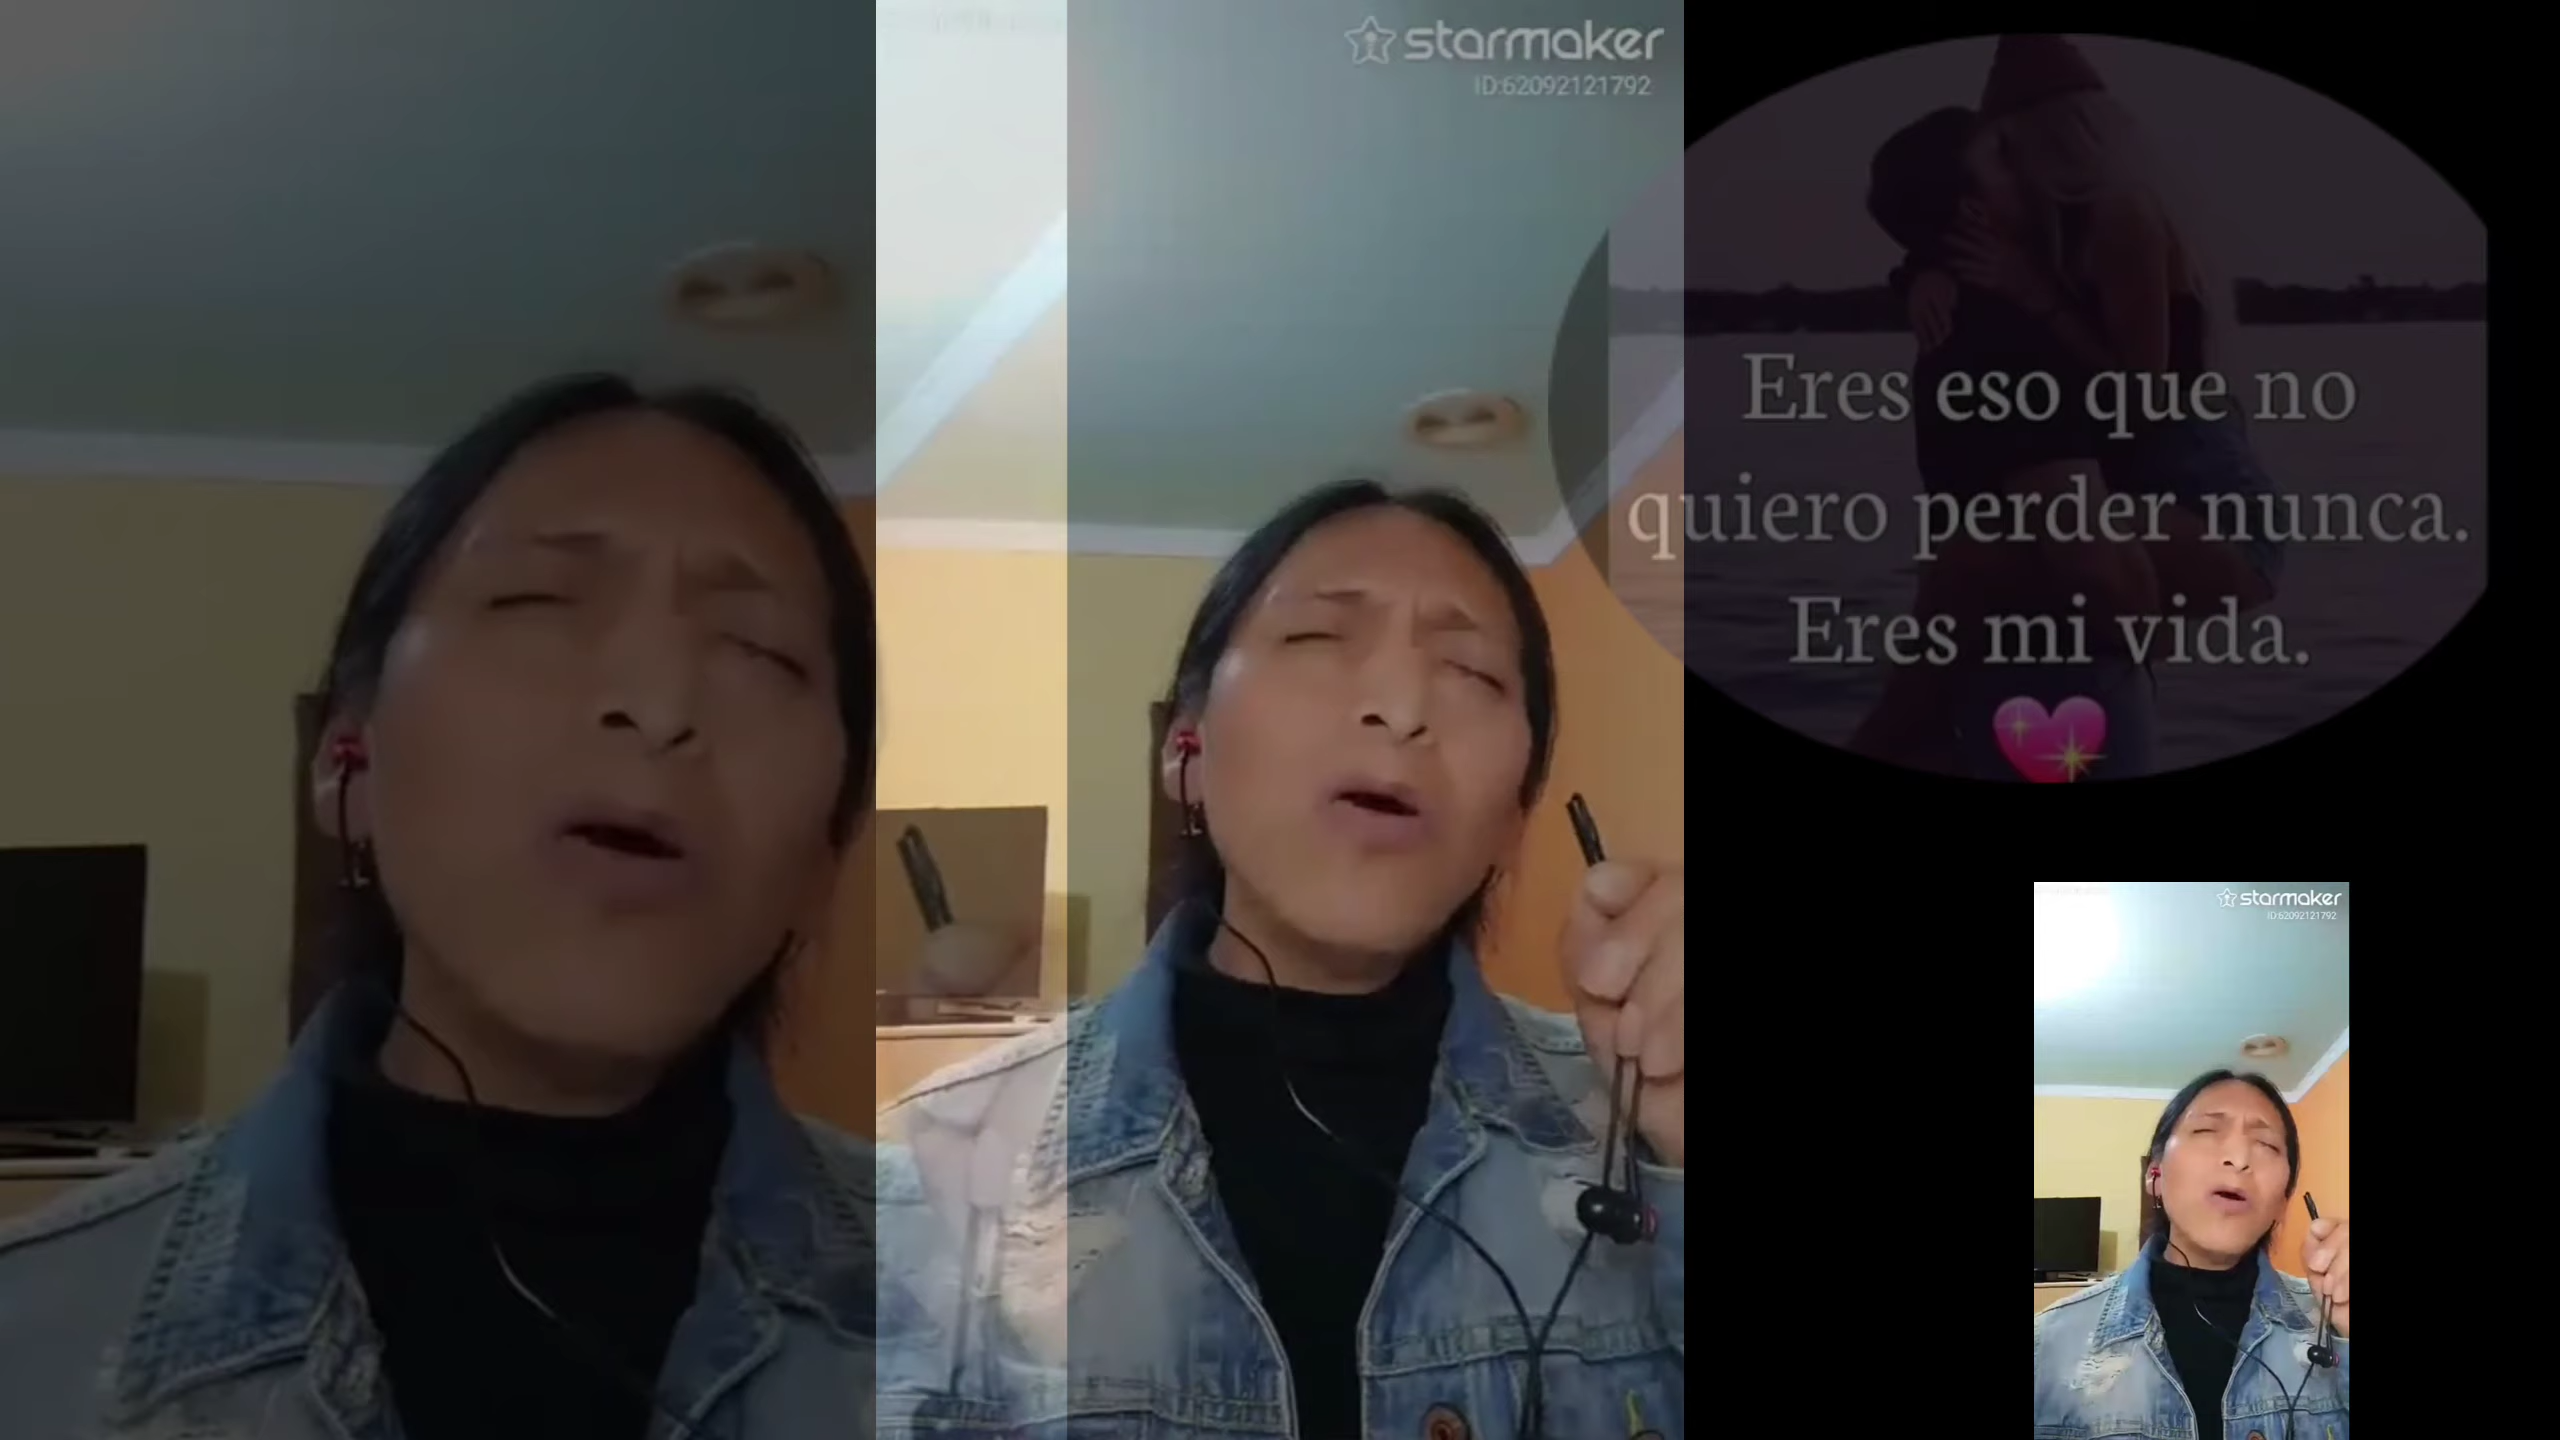 starmaker
ID:62092121792
Eres eso que no
quiero perder nunca.
Eres mi vida.
starmaker
ID:62092121792